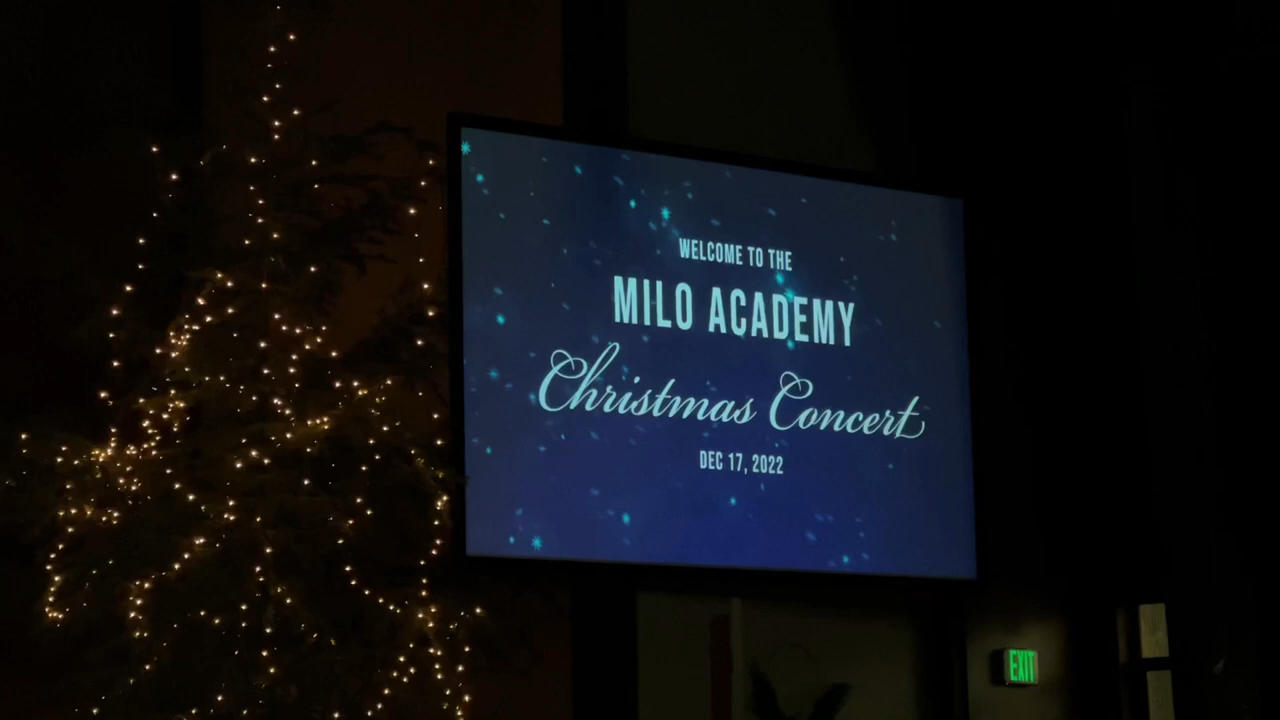 WELCOME TO THE
MILO ACADEMY
Christmas Concert
DEC 17, 2022
EXIT